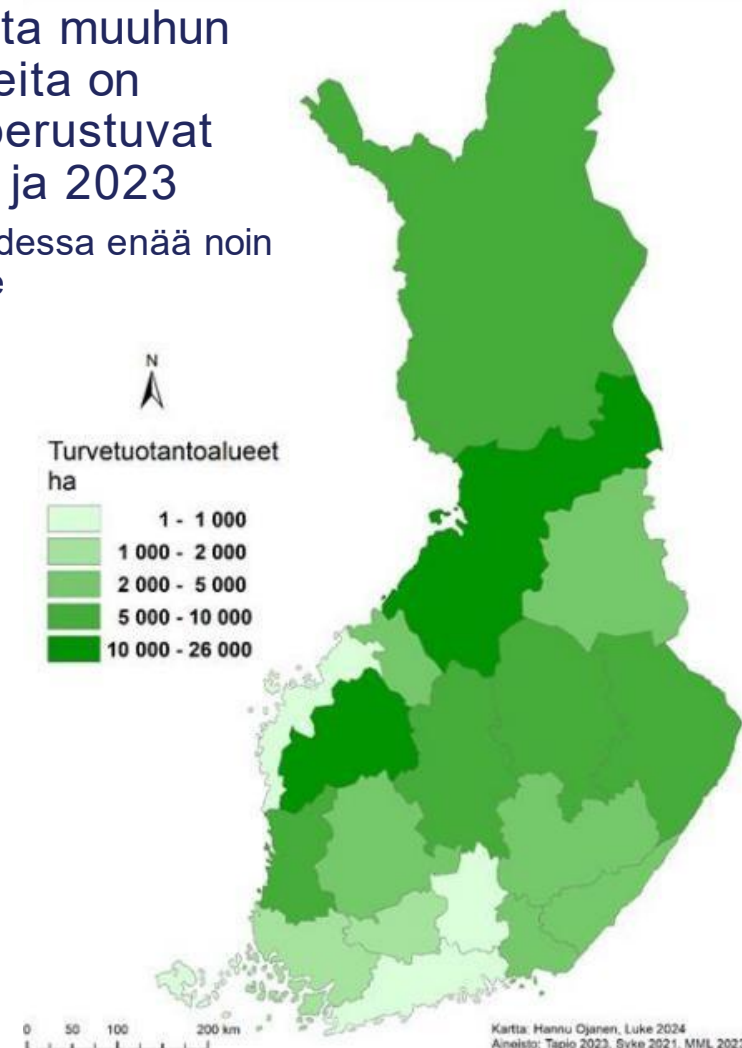 ta muuhun
eita on
perustuvat
ja 2023
dessa enää noin
e
N
Turvetuotantoalueet
ha
1 - 1 000
1 000 - 2 000
2 000 - 5 000
5 000 - 10 000
10 000 - 26 000
0 50 100 200 km
Kartta: Hannu Ojanen, Luke 2024
Aineisto: Tapio 2023, Syke 2021, MML 2023